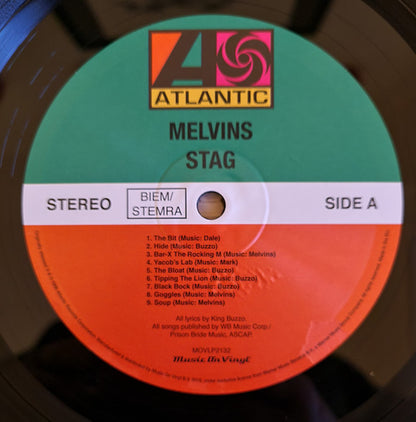 ATLANTIC
MELVINS
STAG
STEREO
BIEM/
STEMRA
SIDE A
1. The Bit (Music: Dale)
2. Hide (Music: Buzzo)
3. Bar-X The Rocking M (Music: Melvins)
4. Yacob's Lab (Music: Mark)
5. The Bloat (Music: Buzzo)
6. Tipping The Lion (Music: Buzzo)
7. Black Bock (Music: Buzzo)
8. Goggles (Music: Melvins)
9. Soup (Music: Melvins)
All lyrics by King Buzzo.
All songs published by WB Music Corp./
Prison Bride Music, ASCAP.
MOVLP2132
Music On Vinyl